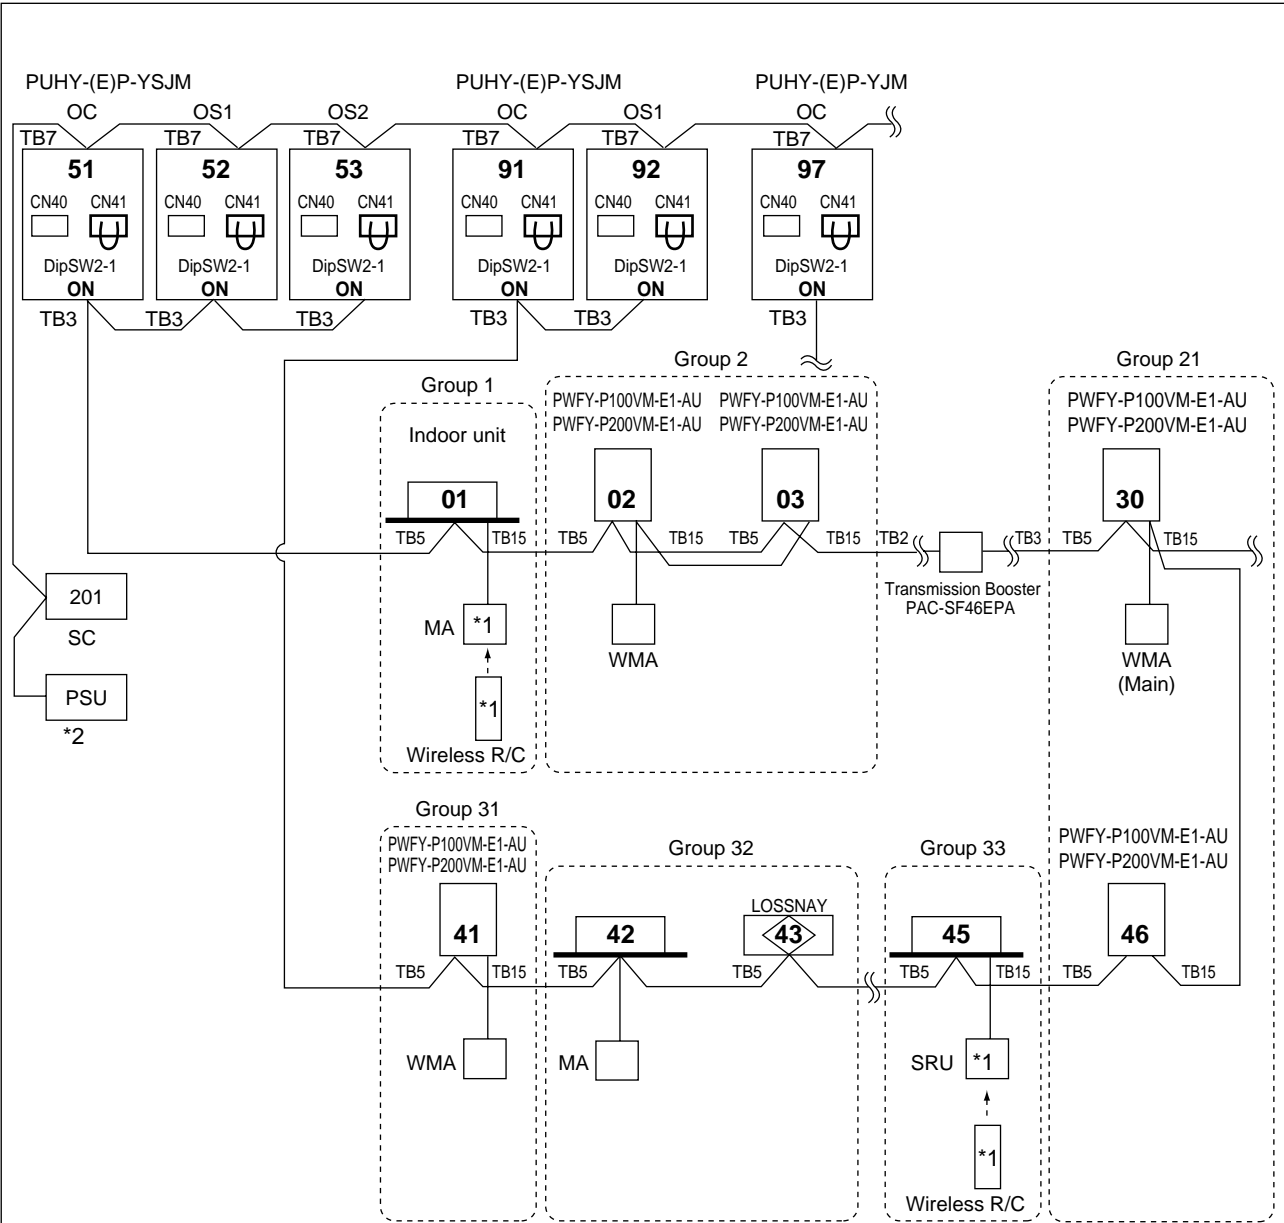 PUHY-(E)P-YSJM PUHY-(E)P-YSJM PUHY-(E)P-YJM
OC OS1 OS2 OC OS1 OC
TB7 TB7 TB7 TB7 TB7 TB7
51 52 53 91 92 97
CN40 CN41 CN40 CN41 CN40 CN41 CN40 CN41 CN40 CN41 CN40 CN41
DipSW2-1 DipSW2-1 DipSW2-1 DipSW2-1 DipSW2-1 DipSW2-1
ON ON ON ON ON ON
TB3 TB3 TB3 TB3 TB3 TB3
Group 1
Indoor unit
01
TB5 TB15
MA *1
*1
Wireless R/C
Group 2
PWFY-P100VM-E1-AU PWFY-P100VM-E1-AU
PWFY-P200VM-E1-AU PWFY-P200VM-E1-AU
02 03
TB5 TB15 TB5 TB15
WMA
TB2 TB3
Transmission Booster
PAC-SF46EPA
Group 21
PWFY-P100VM-E1-AU
PWFY-P200VM-E1-AU
30
TB5 TB15
WMA
(Main)
201
SC
PSU
*2
Group 31
PWFY-P100VM-E1-AU
PWFY-P200VM-E1-AU
41
TB5 TB15
WMA
Group 32
LOSSNAY
42 43
TB5 TB5
MA
Group 33
45
TB5 TB15
SRU *1
*1
Wireless R/C
PWFY-P100VM-E1-AU
PWFY-P200VM-E1-AU
46
TB5 TB15